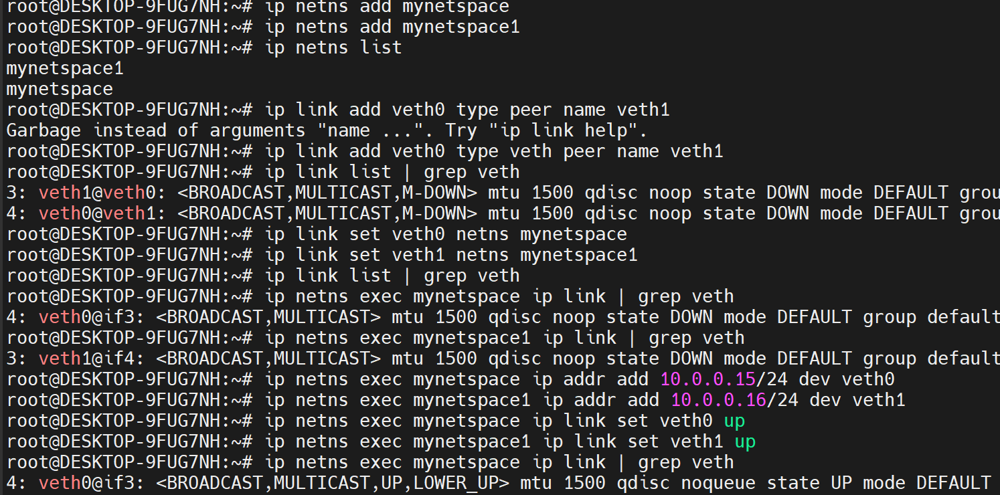 root@DESKTOP-9FUG7NH:~# ip netns add mynetspace
root@DESKTOP-9FUG7NH:~# ip netns add mynetspace1
root@DESKTOP-9FUG7NH:~# ip netns list
mynetspace1
mynetspace
root@DESKTOP-9FUG7NH:~# ip link add veth0 type peer name veth1
Garbage instead of arguments "name ...". Try "ip link help".
root@DESKTOP-9FUG7NH:~# ip link add veth0 type veth peer name veth1
root@DESKTOP-9FUG7NH:~# ip link list | grep veth
3: veth1@veth0: <BROADCAST,MULTICAST,M-DOWN> mtu 1500 qdisc noop state DOWN mode DEFAULT grou
4: veth0@veth1: <BROADCAST,MULTICAST,M-DOWN> mtu 1500 qdisc noop state DOWN mode DEFAULT grou
root@DESKTOP-9FUG7NH:~# ip link set veth0 netns mynetspace
root@DESKTOP-9FUG7NH:~# ip link set veth1 netns mynetspace1
root@DESKTOP-9FUG7NH:~# ip link list | grep veth
root@DESKTOP-9FUG7NH:~# ip netns exec mynetspace ip link | grep veth
4: veth0@if3: <BROADCAST,MULTICAST> mtu 1500 qdisc noop state DOWN mode DEFAULT group default
root@DESKTOP-9FUG7NH:~# ip netns exec mynetspace1 ip link | grep veth
3: veth1@if4: <BROADCAST,MULTICAST> mtu 1500 qdisc noop state DOWN mode DEFAULT group default
root@DESKTOP-9FUG7NH:~# ip netns exec mynetspace ip addr add 10.0.0.15/24 dev veth0
root@DESKTOP-9FUG7NH:~# ip netns exec mynetspace1 ip addr add 10.0.0.16/24 dev veth1
root@DESKTOP-9FUG7NH:~# ip netns exec mynetspace ip link set veth0 up
root@DESKTOP-9FUG7NH:~# ip netns exec mynetspace1 ip link set veth1 up
root@DESKTOP-9FUG7NH:~# ip netns exec mynetspace ip link | grep veth
4: veth0@if3: <BROADCAST,MULTICAST,UP,LOWER_UP> mtu 1500 qdisc noqueue state UP mode DEFAULT